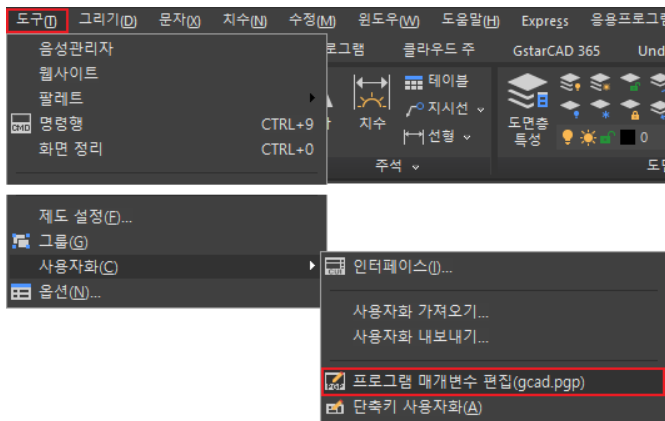 도구(T) 그리기(D) 문자(X) 치수(N) 수정(M) 윈도우(W) 도움말(H) Express 응용프로그램
음성관리자
웹사이트
팔레트
CMD 명령행 CTRL+9
화면 정리 CTRL+0
로그램 클라우드 주 GstarCAD 365 Und
테이블
지시선
치수
선형
도면층
특성
0
주석
도면
제도 설정(F)...
그룹(G)
사용자화(C)
옵션(N)...
CUI 인터페이스(I)...
사용자화 가져오기...
사용자화 내보내기...
PGP 프로그램 매개변수 편집(gcad.pgp)
단축키 사용자화(A)